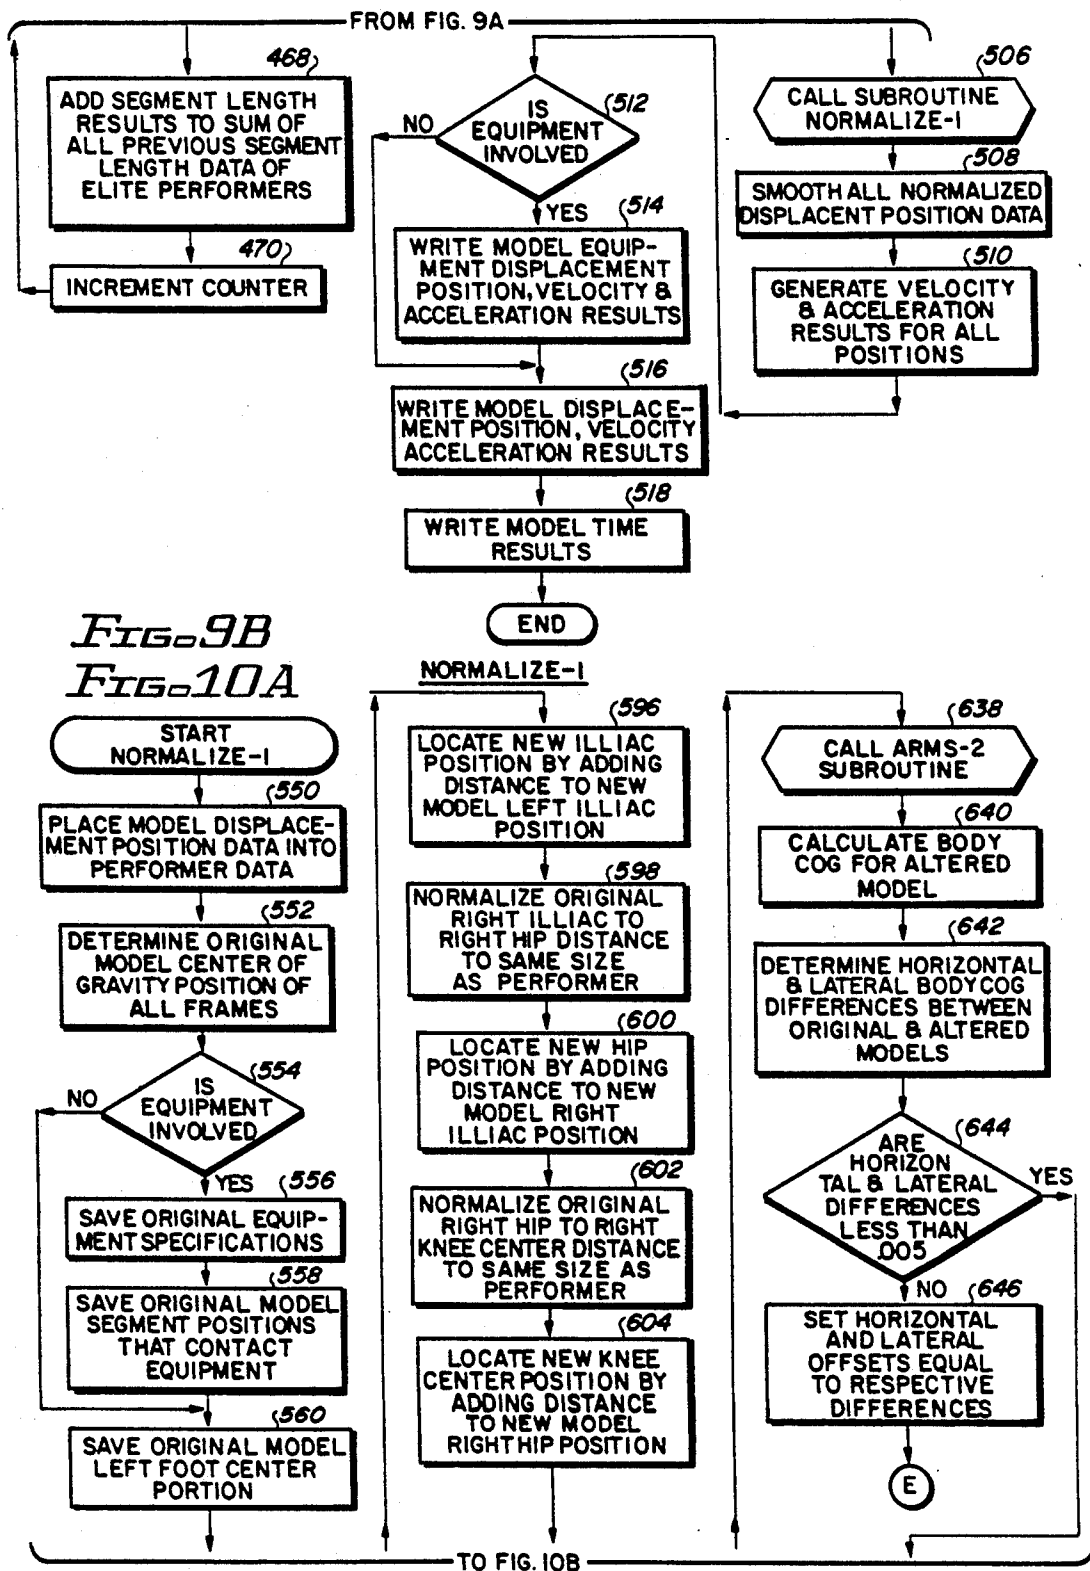 FROM FIG. 9A
468
ADD SEGMENT LENGTH
RESULTS TO SUM OF
ALL PREVIOUS SEGMENT
LENGTH DATA OF
ELITE PERFORMERS
470
INCREMENT COUNTER
512
IS
EQUIPMENT
INVOLVED
NO
YES
514
WRITE MODEL EQUIP-
MENT DISPLACEMENT
POSITION, VELOCITY &
ACCELERATION RESULTS
516
WRITE MODEL DISPLACE-
MENT POSITION, VELOCITY
ACCELERATION RESULTS
518
WRITE MODEL TIME
RESULTS
END
506
CALL SUBROUTINE
NORMALIZE-1
508
SMOOTH ALL NORMALIZED
DISPLACENT POSITION DATA
510
GENERATE VELOCITY
& ACCELERATION
RESULTS FOR ALL
POSITIONS
FIG. 9B
FIG. 10A
NORMALIZE-1
START
NORMALIZE-1
550
PLACE MODEL DISPLACE-
MENT POSITION DATA INTO
PERFORMER DATA
552
DETERMINE ORIGINAL
MODEL CENTER OF
GRAVITY POSITION OF
ALL FRAMES
554
IS
EQUIPMENT
INVOLVED
NO
YES
556
SAVE ORIGINAL EQUIP-
MENT SPECIFICATIONS
558
SAVE ORIGINAL MODEL
SEGMENT POSITIONS
THAT CONTACT
EQUIPMENT
560
SAVE ORIGINAL MODEL
LEFT FOOT CENTER
PORTION
596
LOCATE NEW ILLIAC
POSITION BY ADDING
DISTANCE TO NEW
MODEL LEFT ILLIAC
POSITION
598
NORMALIZE ORIGINAL
RIGHT ILLIAC TO
RIGHT HIP DISTANCE
TO SAME SIZE
AS PERFORMER
600
LOCATE NEW HIP
POSITION BY ADDING
DISTANCE TO NEW
MODEL RIGHT
ILLIAC POSITION
602
NORMALIZE ORIGINAL
RIGHT HIP TO RIGHT
KNEE CENTER DISTANCE
TO SAME SIZE AS
PERFORMER
604
LOCATE NEW KNEE
CENTER POSITION BY
ADDING DISTANCE
TO NEW MODEL
RIGHT HIP POSITION
638
CALL ARMS-2
SUBROUTINE
640
CALCULATE BODY
COG FOR ALTERED
MODEL
642
DETERMINE HORIZONTAL
& LATERAL BODY COG
DIFFERENCES BETWEEN
ORIGINAL & ALTERED
MODELS
644
ARE
HORIZON
TAL & LATERAL
DIFFERENCES
LESS THAN
.005
YES
NO
646
SET HORIZONTAL
AND LATERAL
OFFSETS EQUAL
TO RESPECTIVE
DIFFERENCES
E
TO FIG. 10B